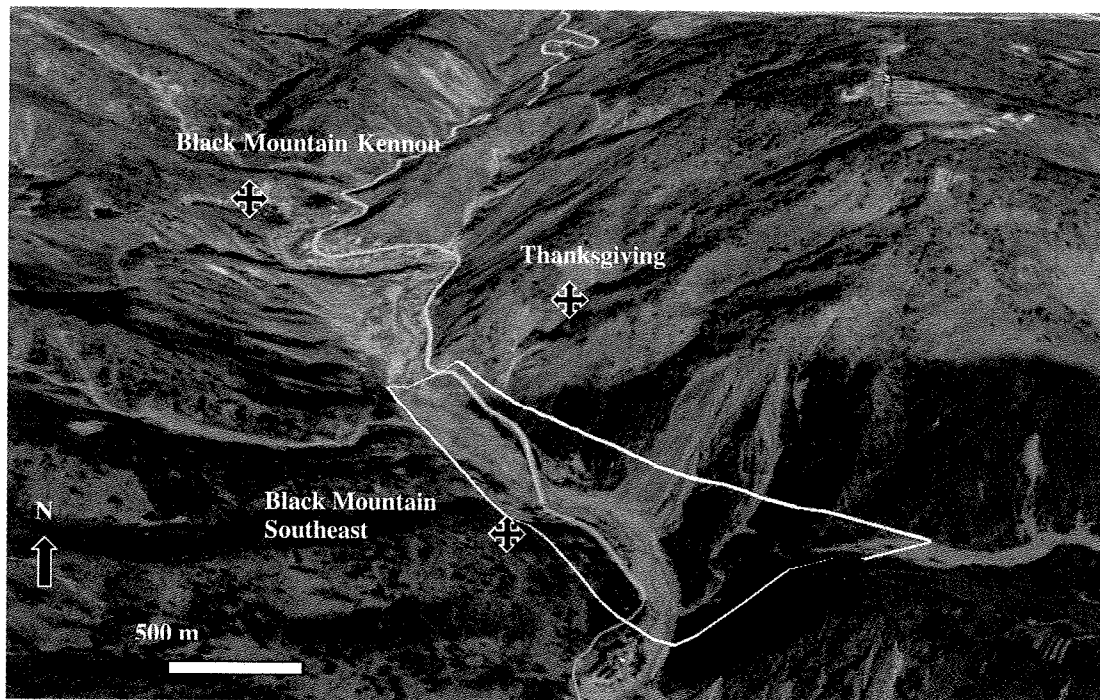 Black Mountain Kennon
Thanksgiving
Black Mountain
Southeast
N
500 m